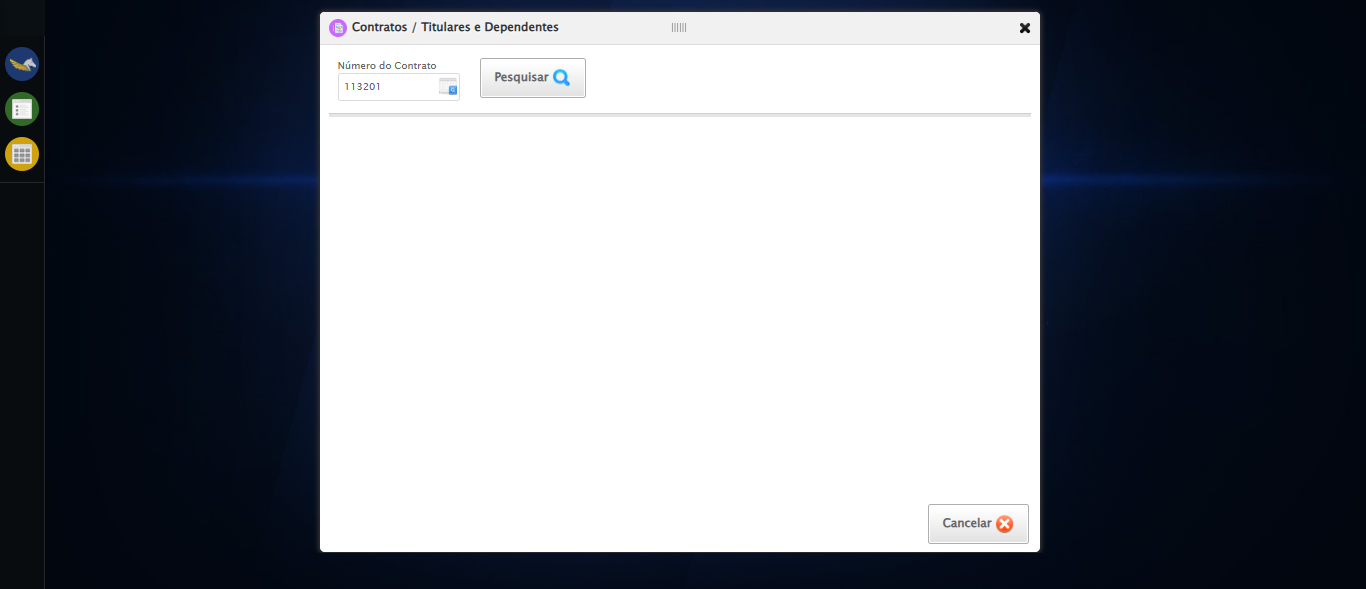 Contratos / Titulares e Dependentes
Número do Contrato
113201
Pesquisar
Cancelar